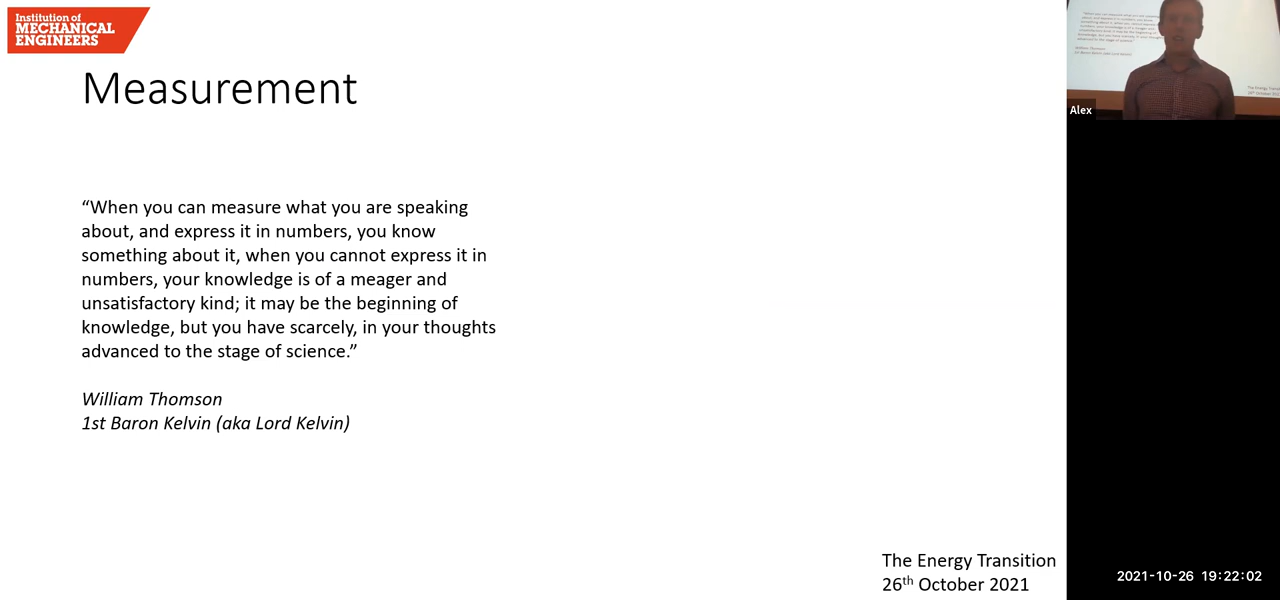 Institution of
MECHANICAL
ENGINEERS
Measurement
“When you can measure what you are speaking
about, and express it in numbers, you know
something about it, when you cannot express it in
numbers, your knowledge is of a meager and
unsatisfactory kind; it may be the beginning of
knowledge, but you have scarcely, in your thoughts
advanced to the stage of science.”
William Thomson
1st Baron Kelvin (aka Lord Kelvin)
The Energy Transition
26th October 2021
Alex
2021-10-26 19:22:02